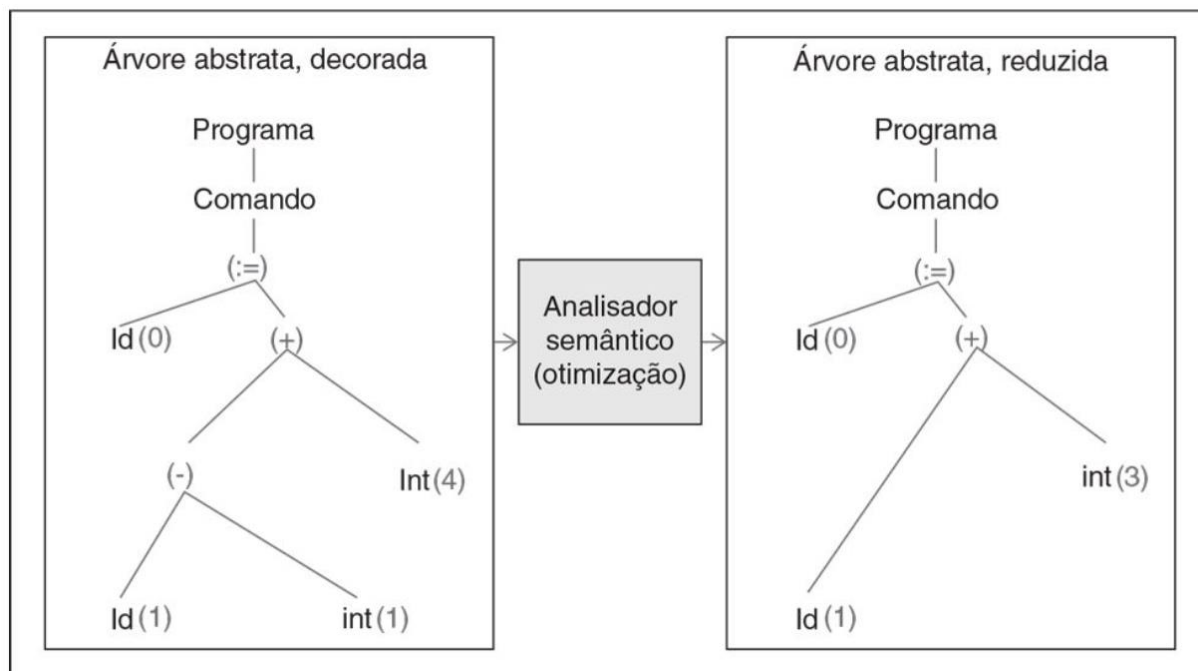 Árvore abstrata, decorada
Programa
Comando
(:=)
Id (0)
(+)
(-)
Int (4)
Id (1)
int (1)
Analisador
semântico
(otimização)
Árvore abstrata, reduzida
Programa
Comando
(:=)
Id (0)
(+)
int (3)
Id (1)